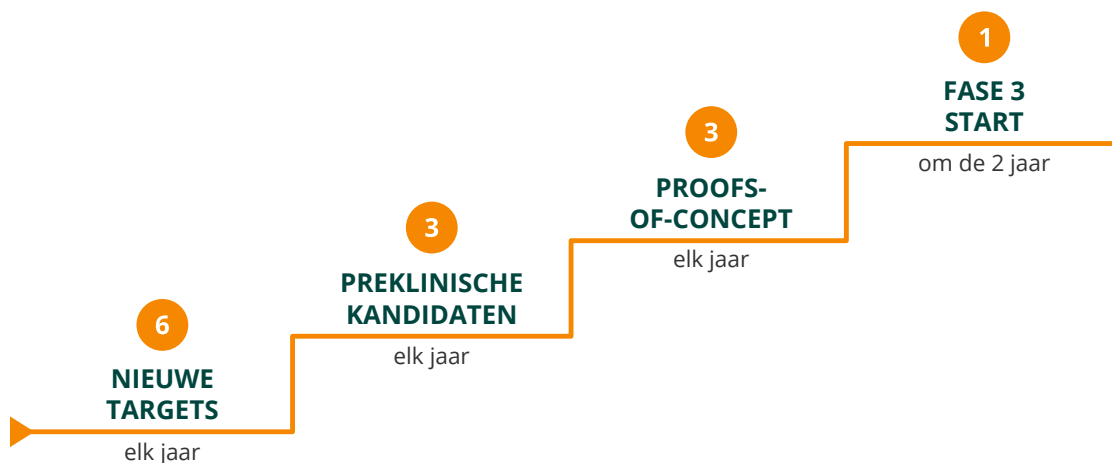 6
NIEUWE
TARGETS
elk jaar
3
PREKLINISCHE
KANDIDATEN
elk jaar
3
PROOFS-
OF-CONCEPT
elk jaar
1
FASE 3
START
om de 2 jaar